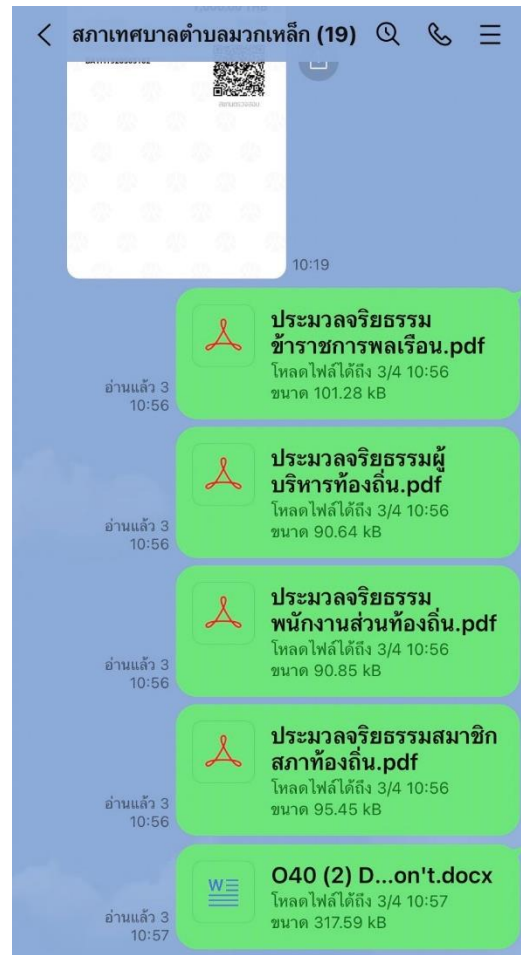 สภาเทศบาลตำบลมวกเหล็ก (19)
10:19
ประมวลจริยธรรม
ข้าราชการพลเรือน.pdf
โหลดไฟล์ได้ถึง 3/4 10:56
ขนาด 101.28 kB
อ่านแล้ว 3
10:56
ประมวลจริยธรรมผู้
บริหารท้องถิ่น.pdf
โหลดไฟล์ได้ถึง 3/4 10:56
ขนาด 90.64 kB
อ่านแล้ว 3
10:56
ประมวลจริยธรรม
พนักงานส่วนท้องถิ่น.pdf
โหลดไฟล์ได้ถึง 3/4 10:56
ขนาด 90.85 kB
อ่านแล้ว 3
10:56
ประมวลจริยธรรมสมาชิก
สภาท้องถิ่น.pdf
โหลดไฟล์ได้ถึง 3/4 10:56
ขนาด 95.45 kB
อ่านแล้ว 3
10:56
O40 (2) D...on't.docx
โหลดไฟล์ได้ถึง 3/4 10:57
ขนาด 317.59 kB
อ่านแล้ว 3
10:57